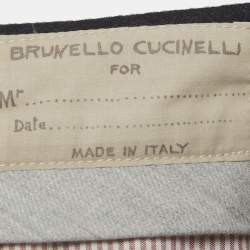 BRUNELLO CUCINELLI
FOR
Mr.
Date
MADE IN ITALY